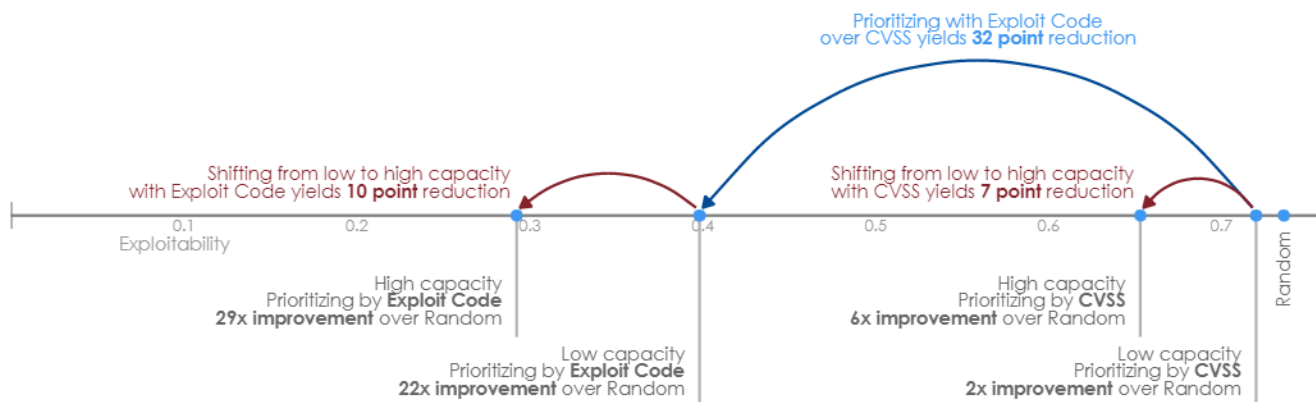 Prioritizing with Exploit Code
over CVSS yields 32 point reduction
Shifting from low to high capacity
with Exploit Code yields 10 point reduction
Shifting from low to high capacity
with CVSS yields 7 point reduction
0.1
0.2
0.3
0.4
0.5
0.6
0.7
Exploitability
Random
High capacity
Prioritizing by Exploit Code
29x improvement over Random
High capacity
Prioritizing by CVSS
6x improvement over Random
Low capacity
Prioritizing by Exploit Code
22x improvement over Random
Low capacity
Prioritizing by CVSS
2x improvement over Random